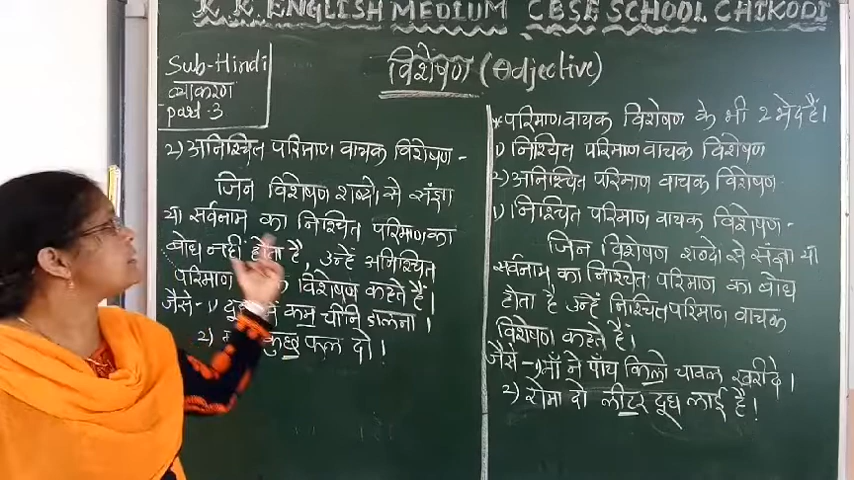 K.K. ENGLISH MEDIUM CBSE SCHOOL CHIKODI
Sub-Hindi
व्याकरण
part-3
विशेषण (Adjective)
2) अनिश्चित परिमाण वाचक विशेषण -
जिन विशेषण शब्दो से संज्ञा
या सर्वनाम का निश्चित परिमाण का
बोध नहीं होता है, उन्हें अनिश्चित
परिमाण विशेषण कहते हैं।
जैसे - 1) कम चीनि डालना।
2) कुछ फल दो।
* परिमाणवाचक विशेषण के भी 2 भेद हैं।
1) निश्चित परिमाण वाचक विशेषण
2) अनिश्चित परिमाण वाचक विशेषण
1) निश्चित परिमाण वाचक विशेषण -
जिन विशेषण शब्दो से संज्ञा या
सर्वनाम का निश्चित परिमाण का बोध
होता है उन्हें निश्चित परिमाण वाचक
विशेषण कहते हैं।
जैसे - 1) माँ ने पाँच किलो चावल खरीदे।
2) रोमा दो लीटर दूध लाई है।